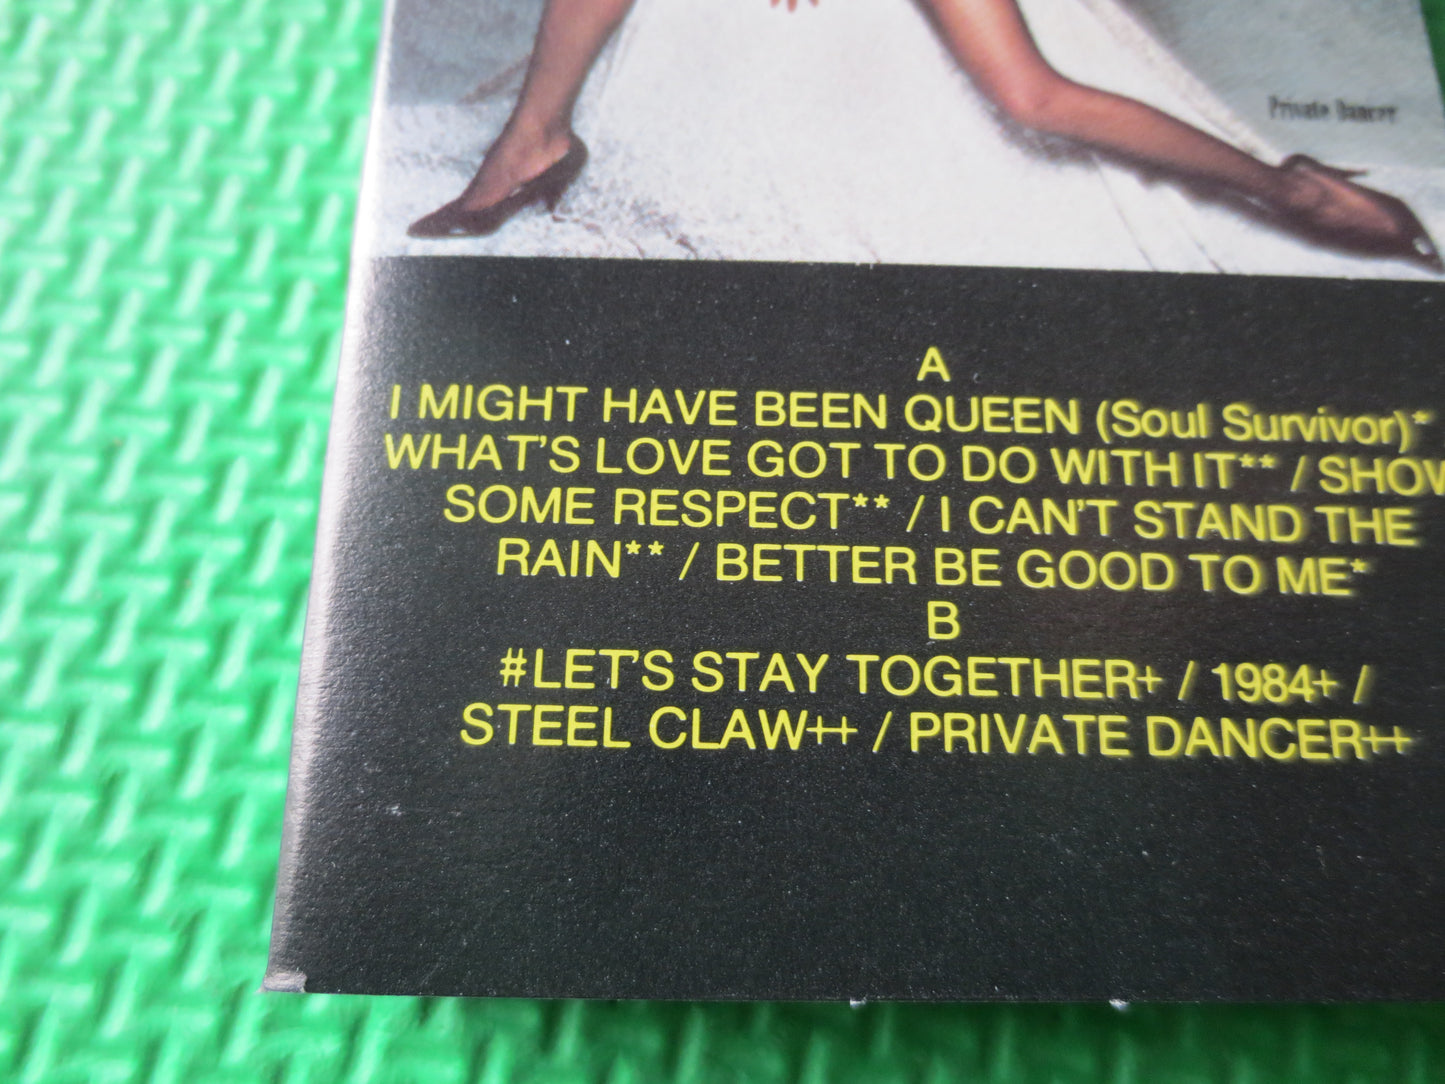 Private Dancer
A
I MIGHT HAVE BEEN QUEEN (Soul Survivor)*
WHAT'S LOVE GOT TO DO WITH IT** / SHOW
SOME RESPECT** / I CAN'T STAND THE
RAIN** / BETTER BE GOOD TO ME*
B
#LET'S STAY TOGETHER+ / 1984+ /
STEEL CLAW++ / PRIVATE DANCER++